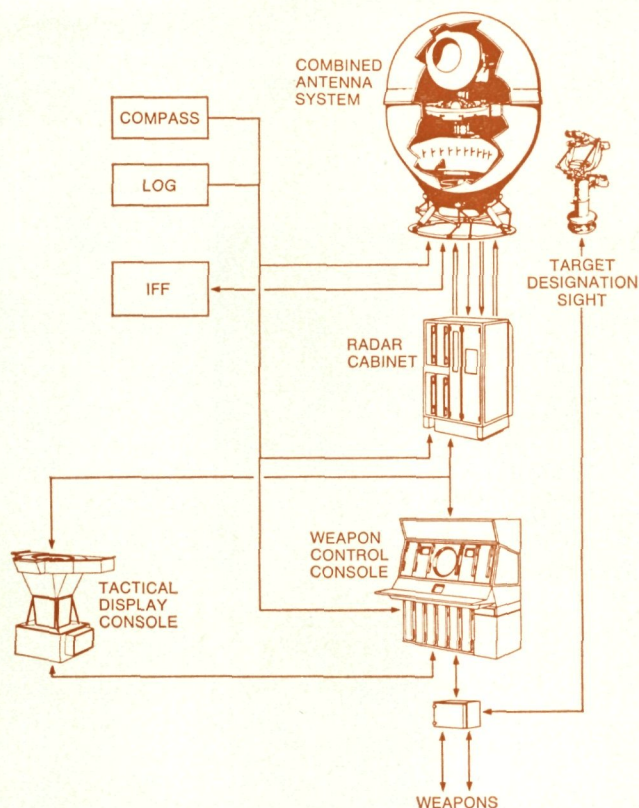 COMBINED
ANTENNA
SYSTEM
COMPASS
LOG
IFF
TARGET
DESIGNATION
SIGHT
RADAR
CABINET
WEAPON
CONTROL
CONSOLE
TACTICAL
DISPLAY
CONSOLE
WEAPONS